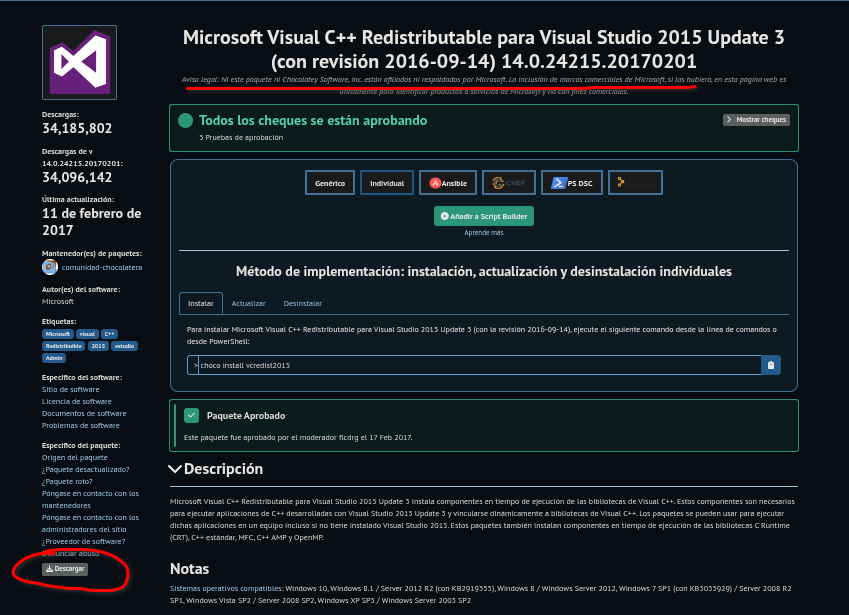 Microsoft Visual C++ Redistributable para Visual Studio 2015 Update 3
(con revisión 2016-09-14) 14.0.24215.20170201
Aviso legal: Ni este paquete ni Chocolatey Software, Inc. están afiliados ni respaldados por Microsoft. La inclusión de marcas comerciales de Microsoft, si las hubiera, en esta página web es
únicamente para identificar productos o servicios de Microsoft y no con fines comerciales.
Descargas:
34,185,802
Descargas de v
14.0.24215.20170201:
34,096,142
Última actualización:
11 de febrero de
2017
Mantenedor(es) de paquetes:
comunidad-chocolatera
Autor(es) del software:
Microsoft
Etiquetas:
Microsoft visual C++
Redistribuible 2015 estudio
Admin
Específico del software:
Sitio de software
Licencia de software
Documentos de software
Problemas de software
Específico del paquete:
Origen del paquete
¿Paquete desactualizado?
¿Paquete roto?
Póngase en contacto con los
mantenedores
Póngase en contacto con los
administradores del sitio
¿Proveedor de software?
Denunciar abuso
Descargar
Todos los cheques se están aprobando
Mostrar cheques
3 Pruebas de aprobación
Genérico Individual Ansible CHEF PS DSC
Añadir a Script Builder
Aprende más
Método de implementación: instalación, actualización y desinstalación individuales
Instalar Actualizar Desinstalar
Para instalar Microsoft Visual C++ Redistributable para Visual Studio 2015 Update 3 (con la revisión 2016-09-14), ejecute el siguiente comando desde la línea de comandos o
desde PowerShell:
> choco install vcredist2015
Paquete Aprobado
Este paquete fue aprobado por el moderador flcdrg el 17 Feb 2017.
Descripción
Microsoft Visual C++ Redistributable para Visual Studio 2015 Update 3 instala componentes en tiempo de ejecución de las bibliotecas de Visual C++. Estos componentes son necesarios
para ejecutar aplicaciones de C++ desarrolladas con Visual Studio 2015 Update 3 y vincularse dinámicamente a bibliotecas de Visual C++. Los paquetes se pueden usar para ejecutar
dichas aplicaciones en un equipo incluso si no tiene instalado Visual Studio 2015. Estos paquetes también instalan componentes en tiempo de ejecución de las bibliotecas C Runtime
(CRT), C++ estándar, MFC, C++ AMP y OpenMP.
Notas
Sistemas operativos compatibles: Windows 10, Windows 8.1 / Server 2012 R2 (con KB2919355), Windows 8 / Windows Server 2012, Windows 7 SP1 (con KB3033929) / Server 2008 R2
SP1, Windows Vista SP2 / Server 2008 SP2, Windows XP SP3 / Windows Server 2003 SP2